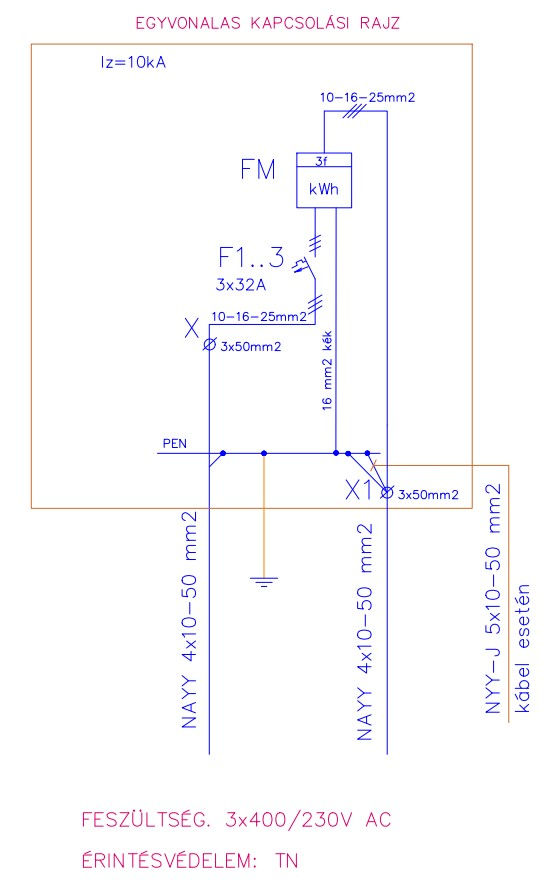 EGYVONALAS KAPCSOLÁSI RAJZ
Iz=10kA
10-16-25mm2
FM
3f
kWh
F1..3
3x32A
10-16-25mm2
X
3x50mm2
16 mm2 kék
PEN
X1
3x50mm2
NAYY 4x10-50 mm2
NAYY 4x10-50 mm2
NYY-J 5x10-50 mm2
kábel esetén
FESZÜLTSÉG. 3x400/230V AC
ÉRINTÉSVÉDELEM: TN